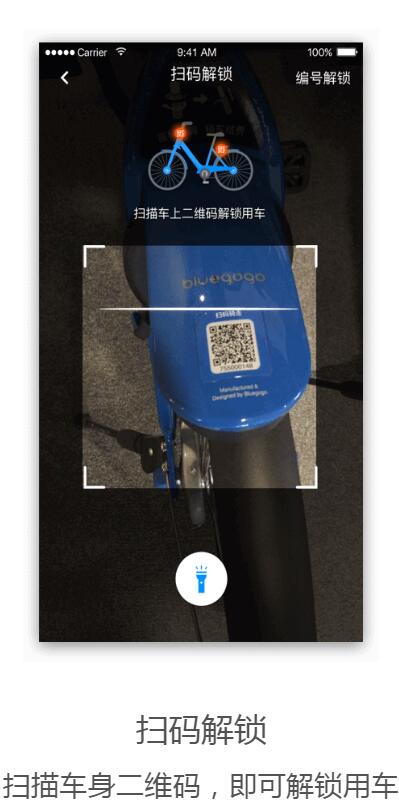 Carrier 9:41 AM 100%
扫码解锁
编号解锁
扫描车上二维码解锁用车
bluegogo
扫码骑走
Manufactured &
Designed by Bluegogo.
扫码解锁
扫描车身二维码，即可解锁用车